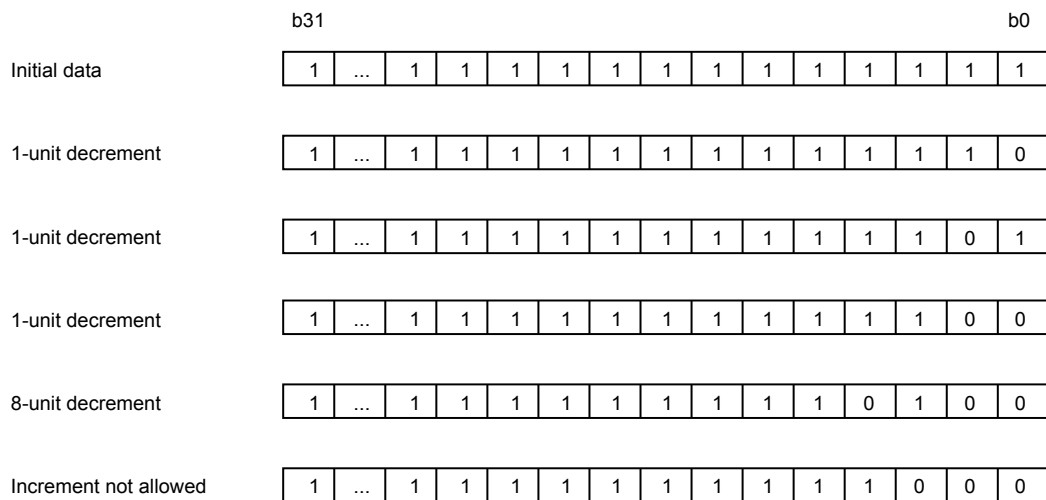 b31 b0
Initial data 1 ... 1 1 1 1 1 1 1 1 1 1 1 1 1
1-unit decrement 1 ... 1 1 1 1 1 1 1 1 1 1 1 1 0
1-unit decrement 1 ... 1 1 1 1 1 1 1 1 1 1 1 0 1
1-unit decrement 1 ... 1 1 1 1 1 1 1 1 1 1 1 0 0
8-unit decrement 1 ... 1 1 1 1 1 1 1 1 1 0 1 0 0
Increment not allowed 1 ... 1 1 1 1 1 1 1 1 1 1 0 0 0